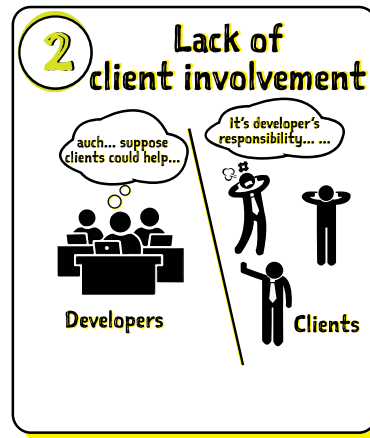 2
Lack of
client involvement
auch... suppose
clients could help...
It's developer's
responsibility... ...
Developers
Clients